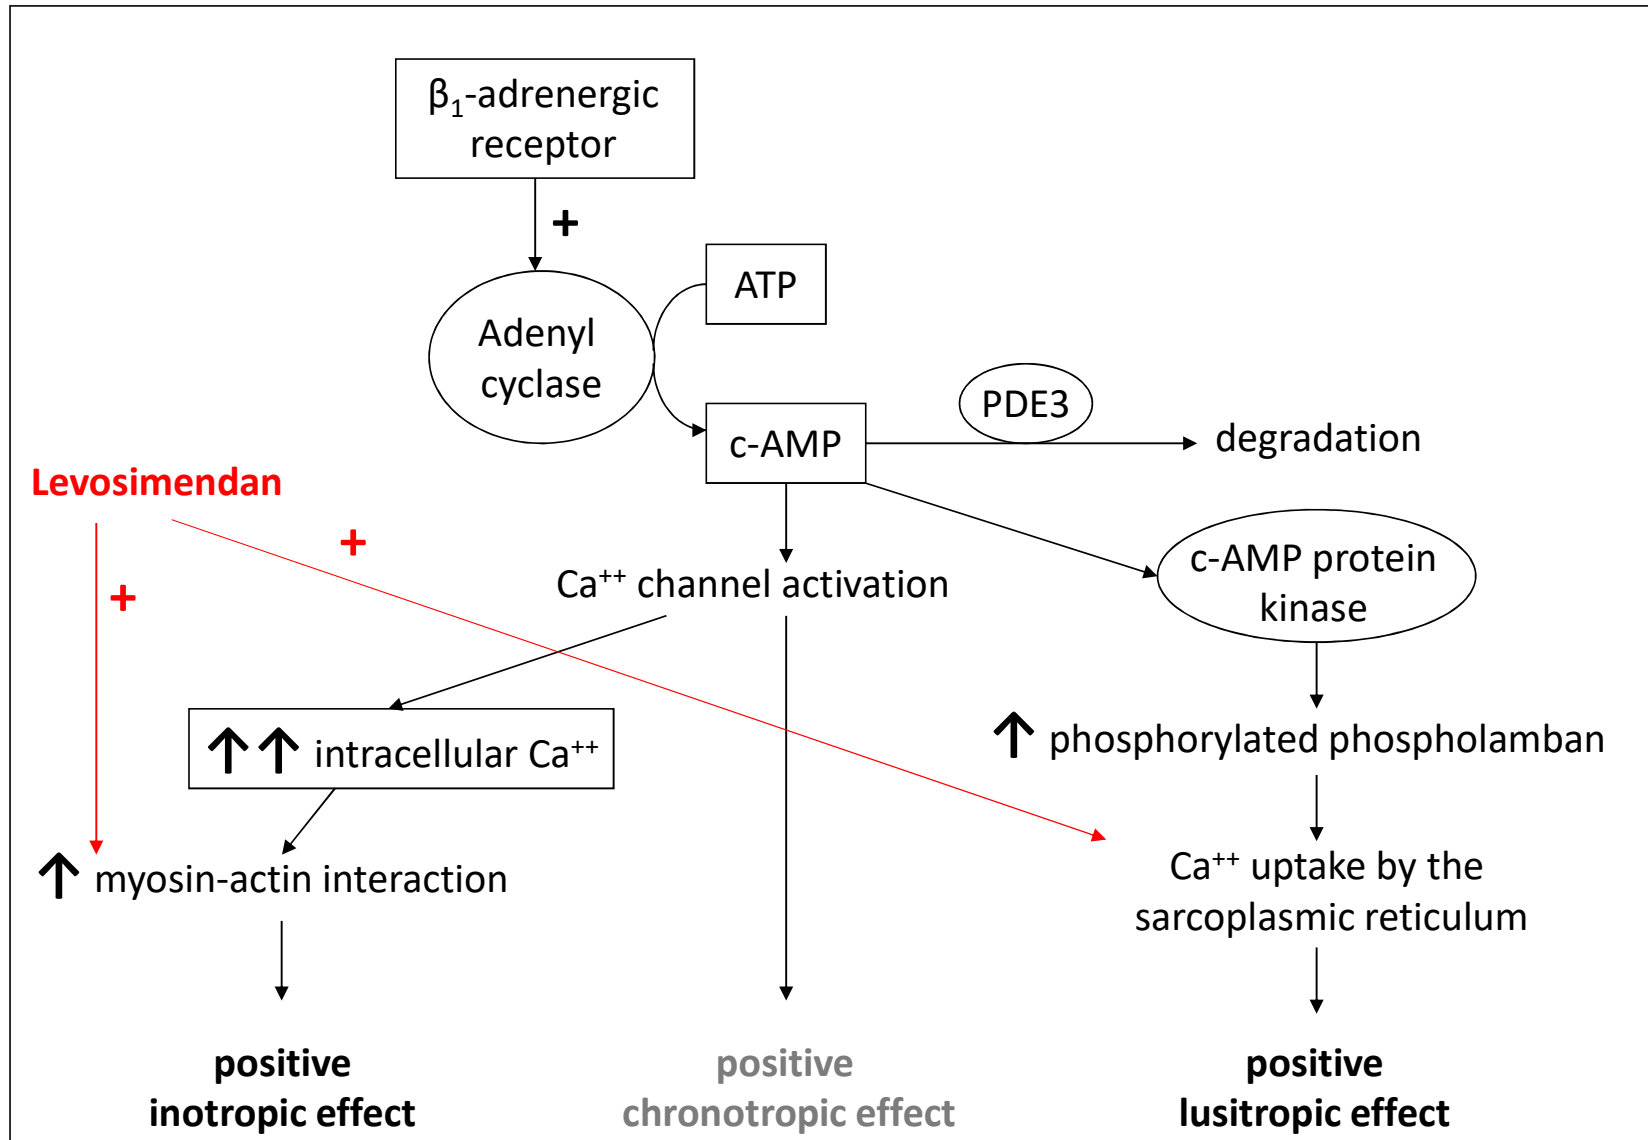 β₁-adrenergic
receptor
+
ATP
Adenyl
cyclase
PDE3
c-AMP
degradation
Levosimendan
+
+
Ca⁺⁺ channel activation
c-AMP protein
kinase
↑↑ intracellular Ca⁺⁺
↑ phosphorylated phospholamban
↑ myosin-actin interaction
Ca⁺⁺ uptake by the
sarcoplasmic reticulum
positive
inotropic effect
positive
chronotropic effect
positive
lusitropic effect